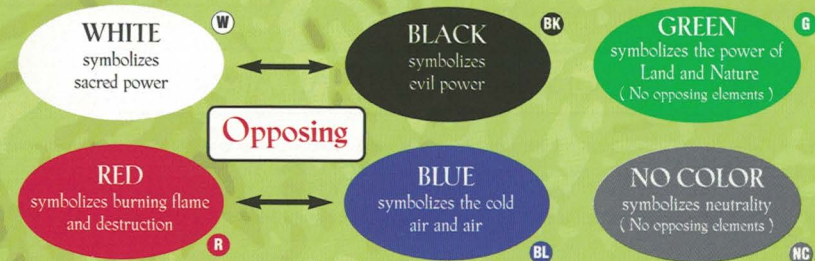 WHITE
symbolizes
sacred power
W
BLACK
symbolizes
evil power
BK
GREEN
symbolizes the power of
Land and Nature
( No opposing elements )
G
Opposing
RED
symbolizes burning flame
and destruction
R
BLUE
symbolizes the cold
air and air
BL
NO COLOR
symbolizes neutrality
( No opposing elements )
NC